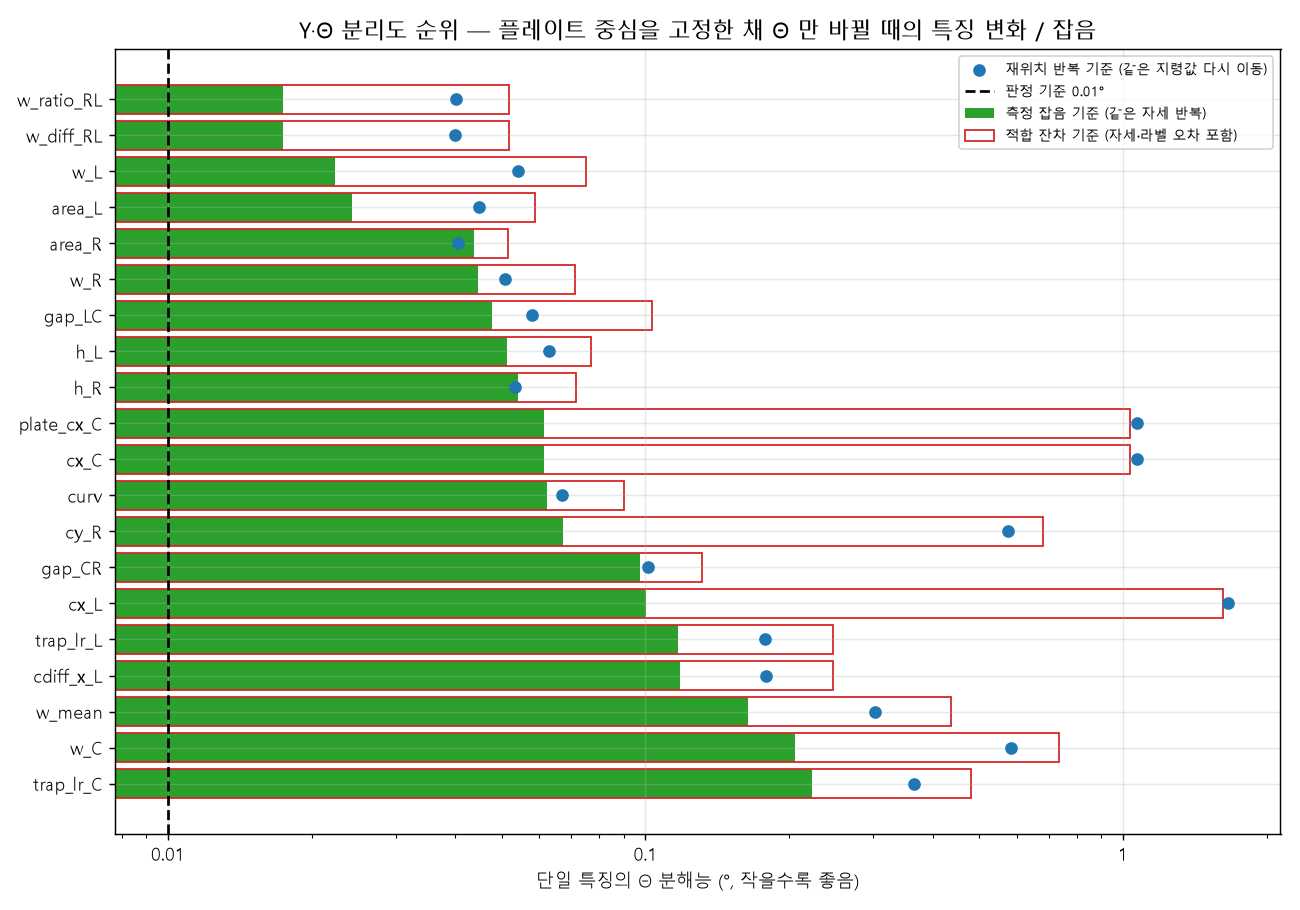 Y·Θ 분리도 순위 — 플레이트 중심을 고정한 채 Θ 만 바뀔 때의 특징 변화 / 잡음
재위치 반복 기준 (같은 지령값 다시 이동)
판정 기준 0.01°
측정 잡음 기준 (같은 자세 반복)
적합 잔차 기준 (자세·라벨 오차 포함)
w_ratio_RL
w_diff_RL
w_L
area_L
area_R
w_R
gap_LC
h_L
h_R
plate_cx_C
cx_C
curv
cy_R
gap_CR
cx_L
trap_lr_L
cdiff_x_L
w_mean
w_C
trap_lr_C
0.01
0.1
1
단일 특징의 Θ 분해능 (°, 작을수록 좋음)